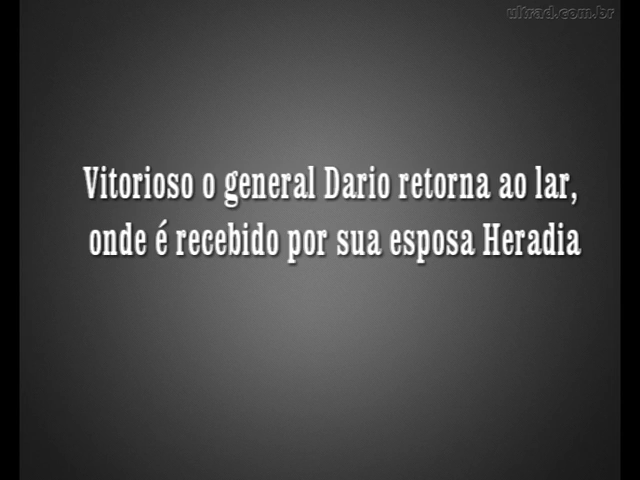 ultrad.com.br
Vitorioso o general Dario retorna ao lar,
onde é recebido por sua esposa Heradia